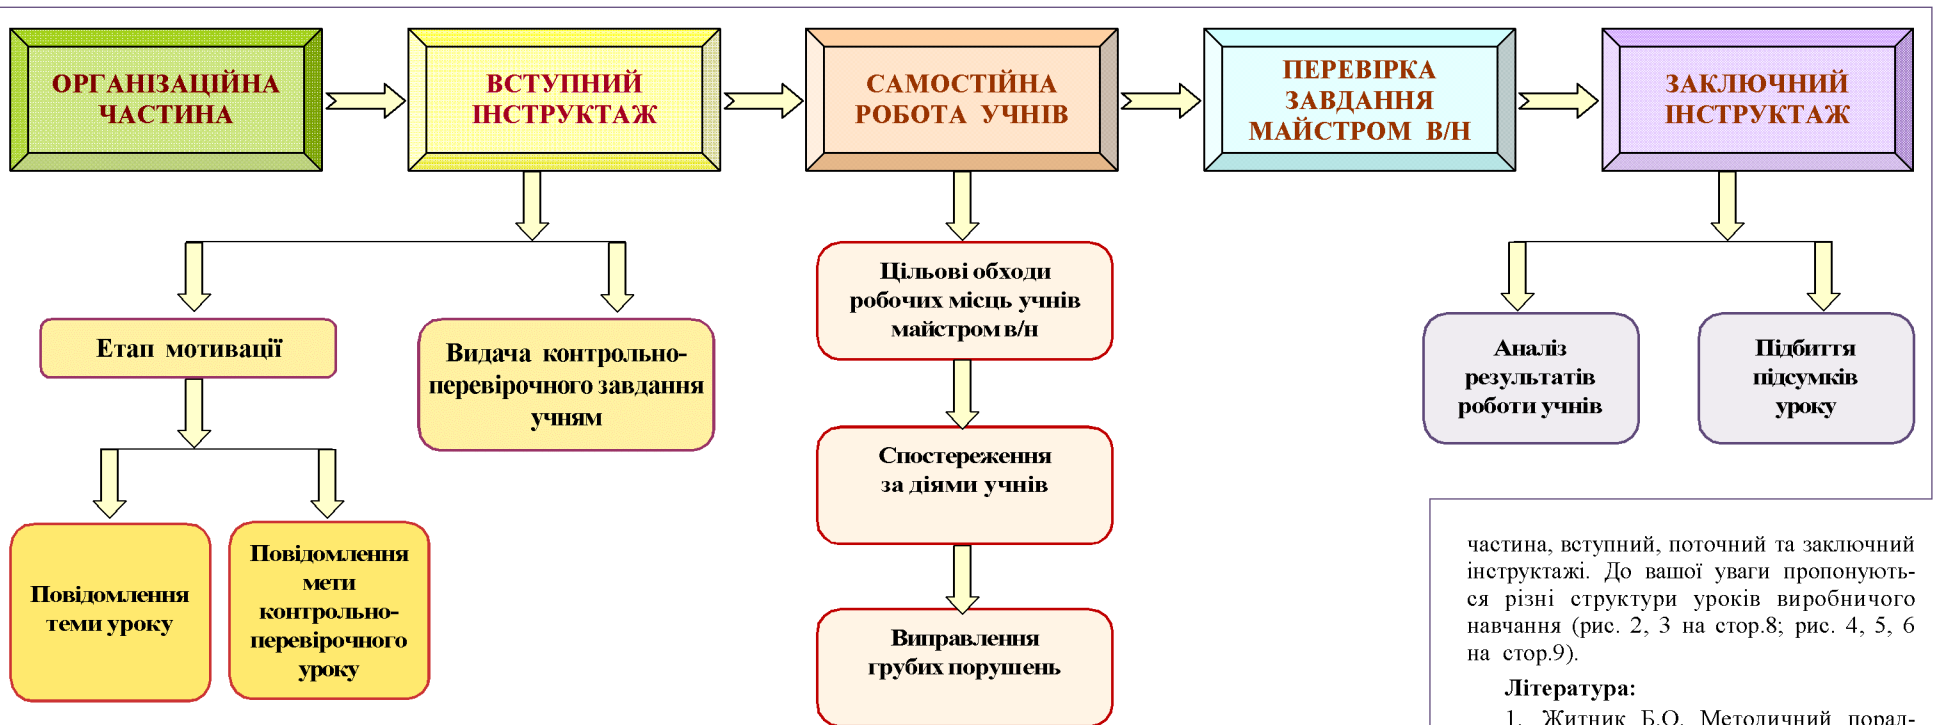 ОРГАНІЗАЦІЙНА
ЧАСТИНА
ВСТУПНИЙ
ІНСТРУКТАЖ
САМОСТІЙНА
РОБОТА УЧНІВ
ПЕРЕВІРКА
ЗАВДАННЯ
МАЙСТРОМ В/Н
ЗАКЛЮЧНИЙ
ІНСТРУКТАЖ
Етап мотивації
Видача контрольно-
перевірочного завдання
учням
Повідомлення
теми уроку
Повідомлення
мети
контрольно-
перевірочного
уроку
Цільові обходи
робочих місць учнів
майстром в/н
Спостереження
за діями учнів
Виправлення
грубих порушень
Аналіз
результатів
роботи учнів
Підбиття
підсумків
уроку
частина, вступний, поточний та заключний
інструктажі. До вашої уваги пропонують-
ся різні структури уроків виробничого
навчання (рис. 2, 3 на стор.8; рис. 4, 5, 6
на стор.9).
Література:
1. Житник Б.О. Методичний порад-